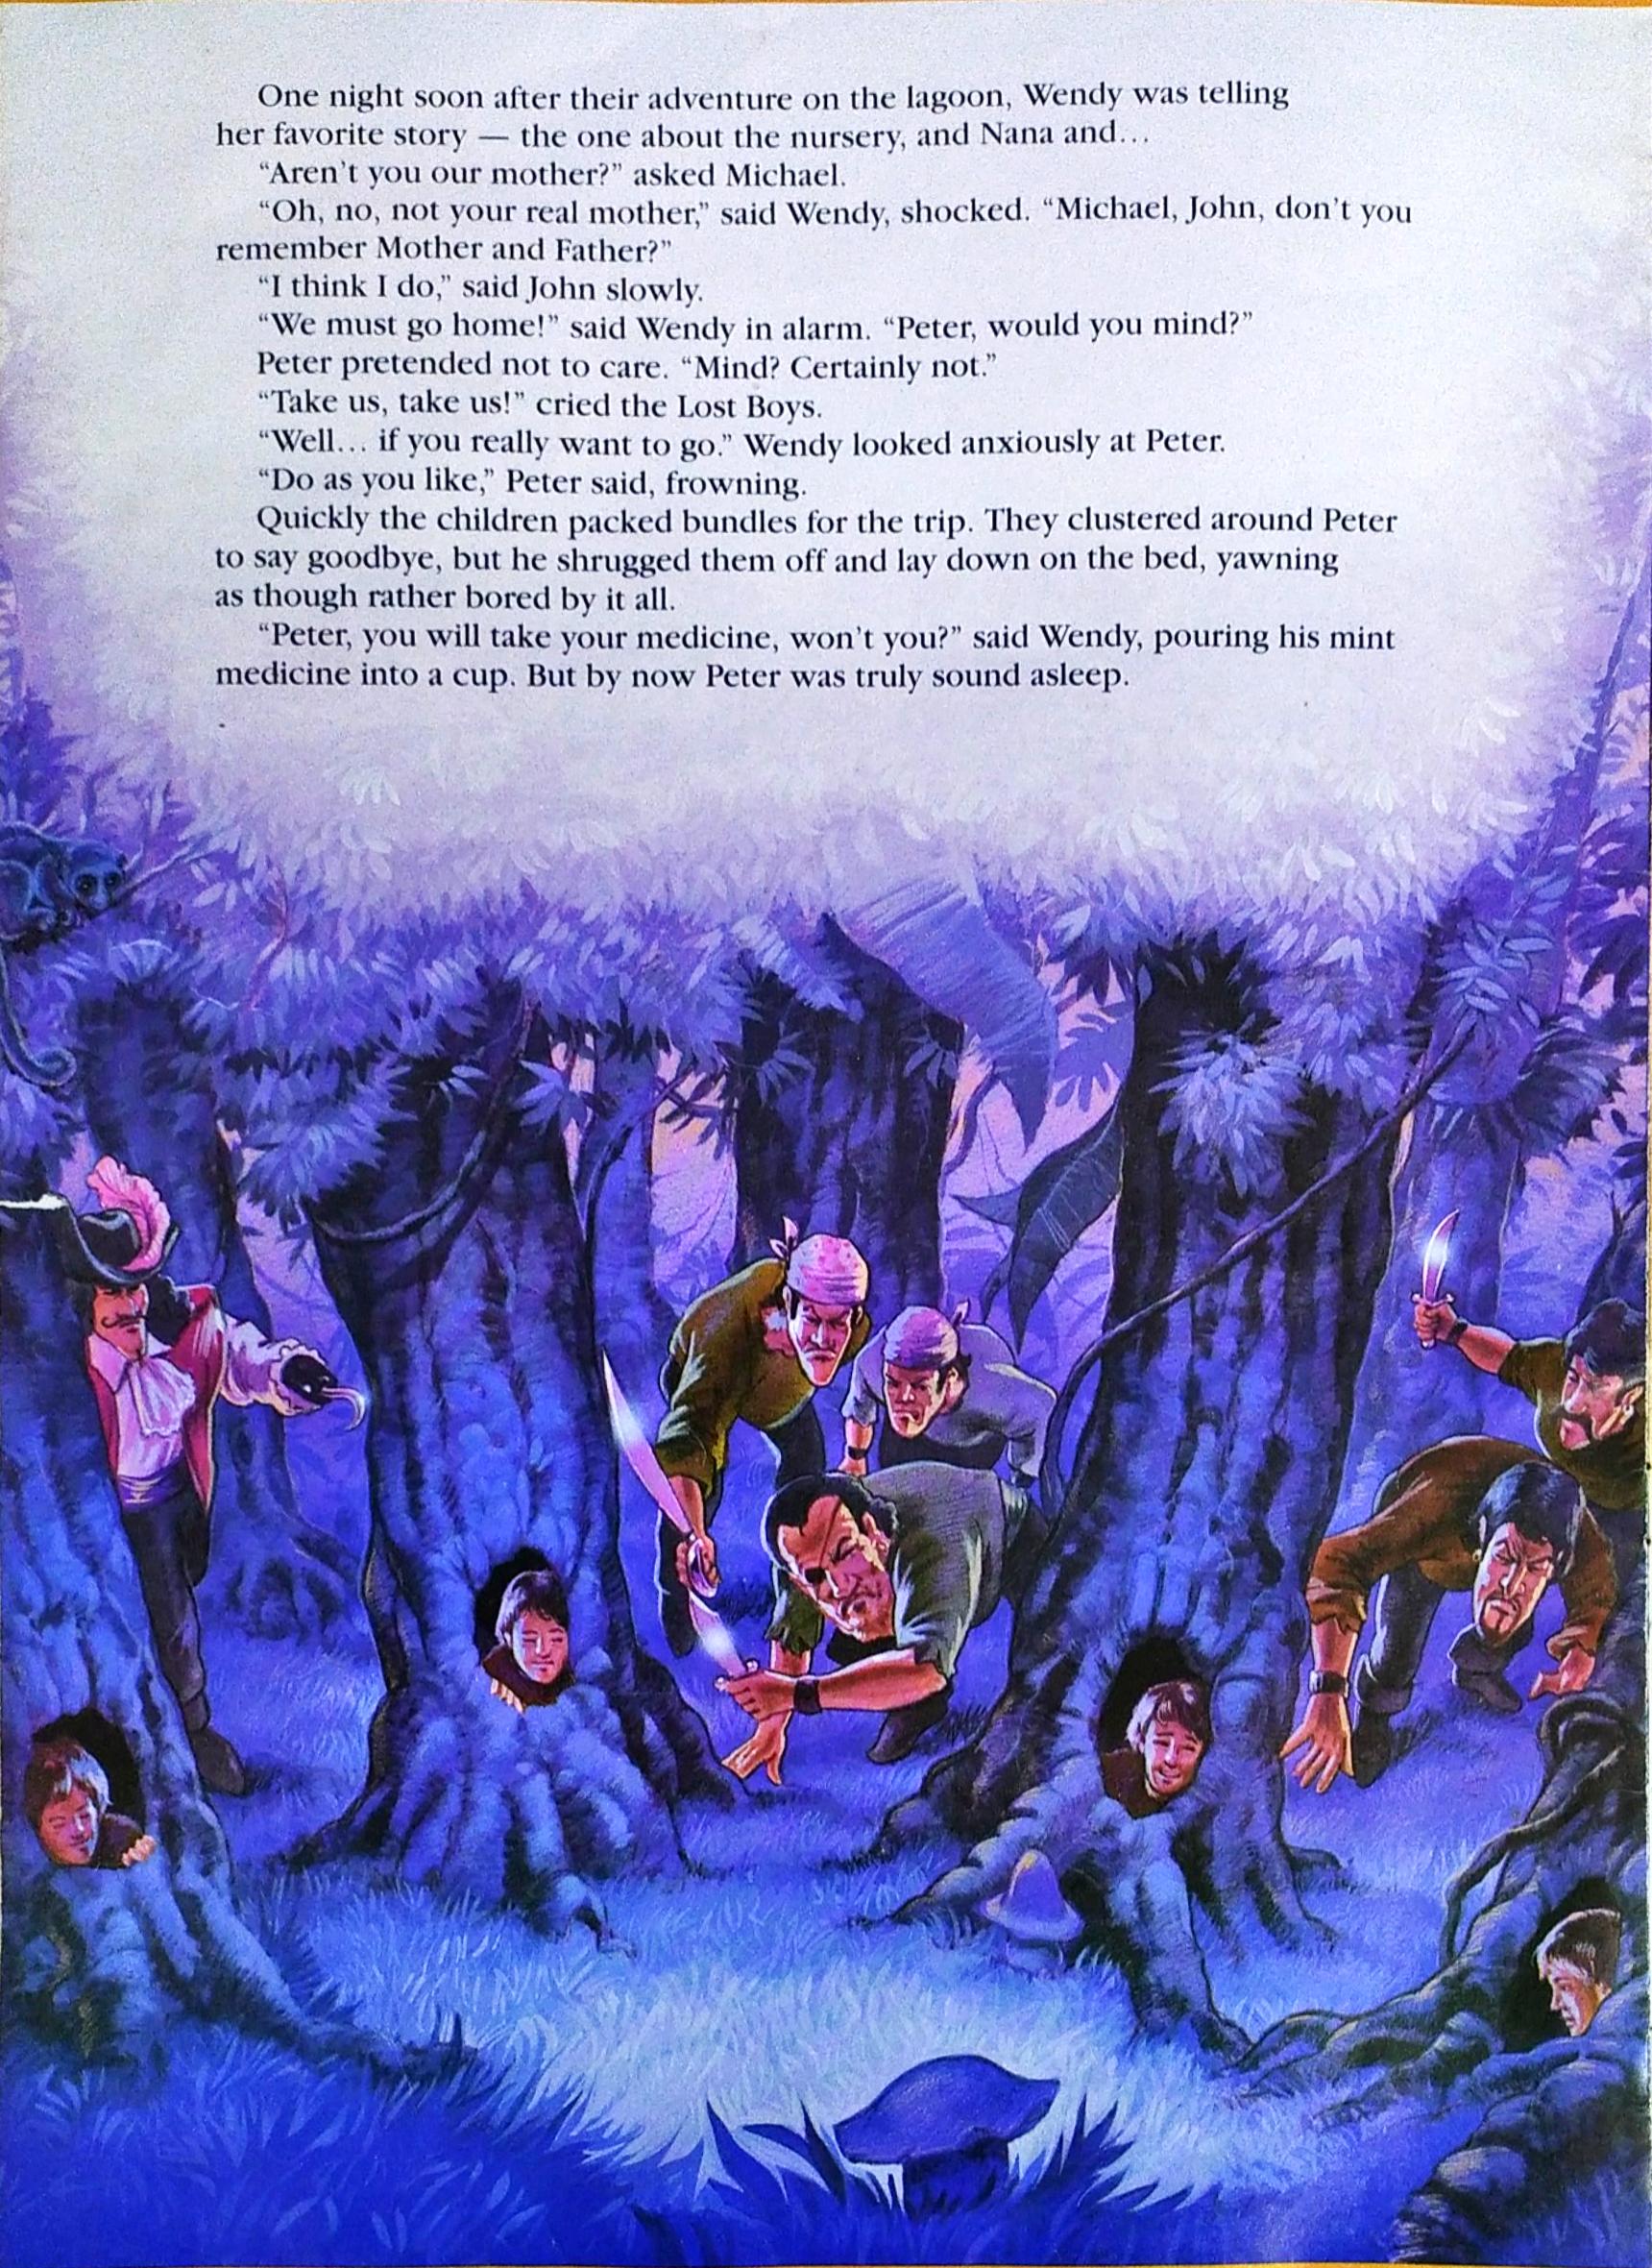 One night soon after their adventure on the lagoon, Wendy was telling
her favorite story — the one about the nursery, and Nana and…
“Aren't you our mother?” asked Michael.
“Oh, no, not your real mother,” said Wendy, shocked. “Michael, John, don't you
remember Mother and Father?”
“I think I do,” said John slowly.
“We must go home!” said Wendy in alarm. “Peter, would you mind?”
Peter pretended not to care. “Mind? Certainly not.”
“Take us, take us!” cried the Lost Boys.
“Well… if you really want to go.” Wendy looked anxiously at Peter.
“Do as you like,” Peter said, frowning.
Quickly the children packed bundles for the trip. They clustered around Peter
to say goodbye, but he shrugged them off and lay down on the bed, yawning
as though rather bored by it all.
“Peter, you will take your medicine, won't you?” said Wendy, pouring his mint
medicine into a cup. But by now Peter was truly sound asleep.